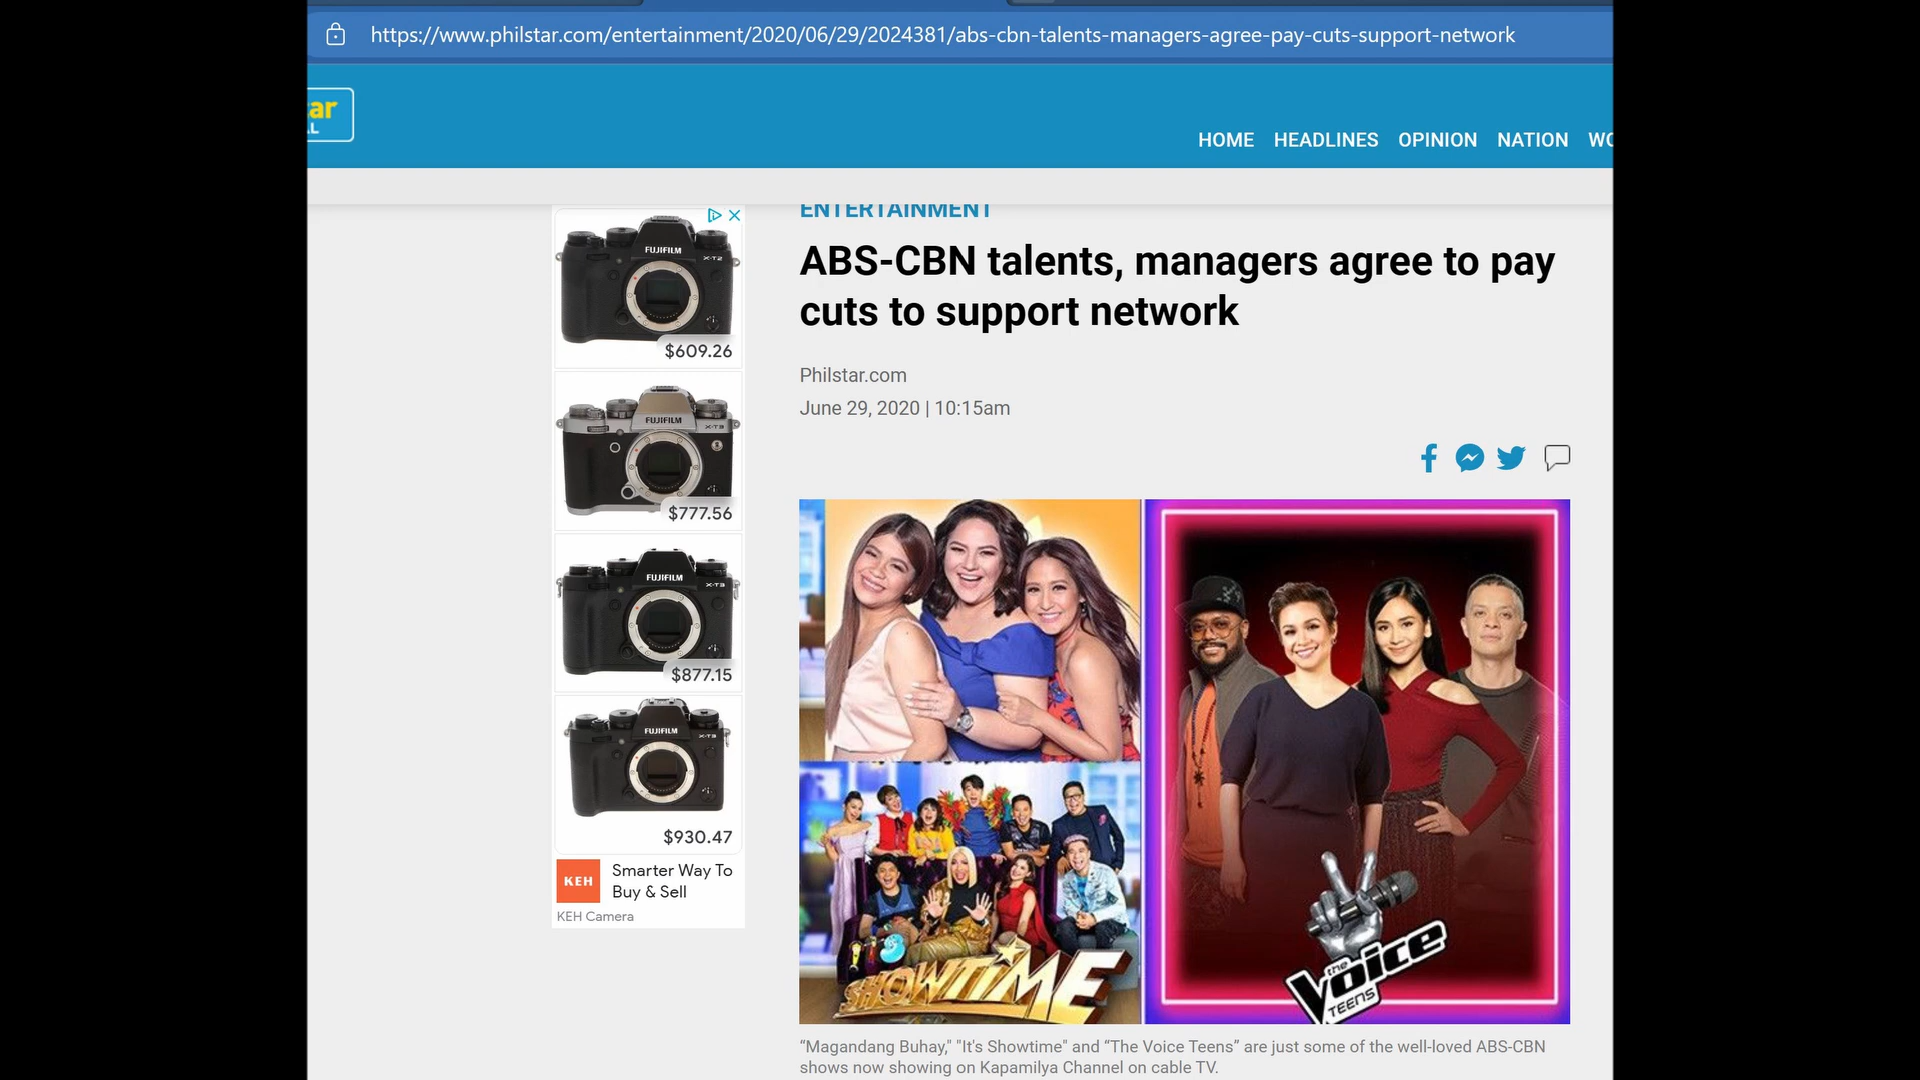 https://www.philstar.com/entertainment/2020/06/29/2024381/abs-cbn-talents-managers-agree-pay-cuts-support-network
HOME HEADLINES OPINION NATION
ENTERTAINMENT
ABS-CBN talents, managers agree to pay
cuts to support network
Philstar.com
June 29, 2020 | 10:15am
FUJIFILM
X-T2
$609.26
FUJIFILM
X-T3
$777.56
FUJIFILM
X-T3
$877.15
FUJIFILM
X-T3
$930.47
KEH
Smarter Way To
Buy & Sell
KEH Camera
SHOWTIME
the
Voice
TEENS
“Magandang Buhay," "It's Showtime" and “The Voice Teens” are just some of the well-loved ABS-CBN
shows now showing on Kapamilya Channel on cable TV.